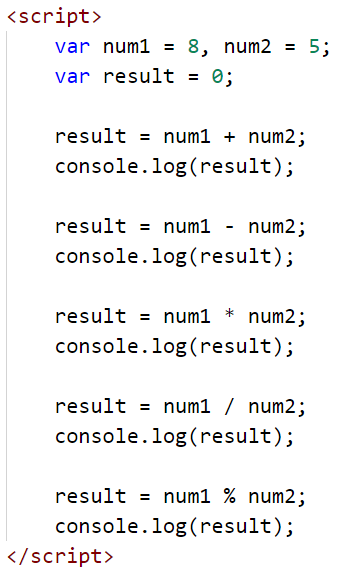 <script>
var num1 = 8, num2 = 5;
var result = 0;
result = num1 + num2;
console.log(result);
result = num1 - num2;
console.log(result);
result = num1 * num2;
console.log(result);
result = num1 / num2;
console.log(result);
result = num1 % num2;
console.log(result);
</script>